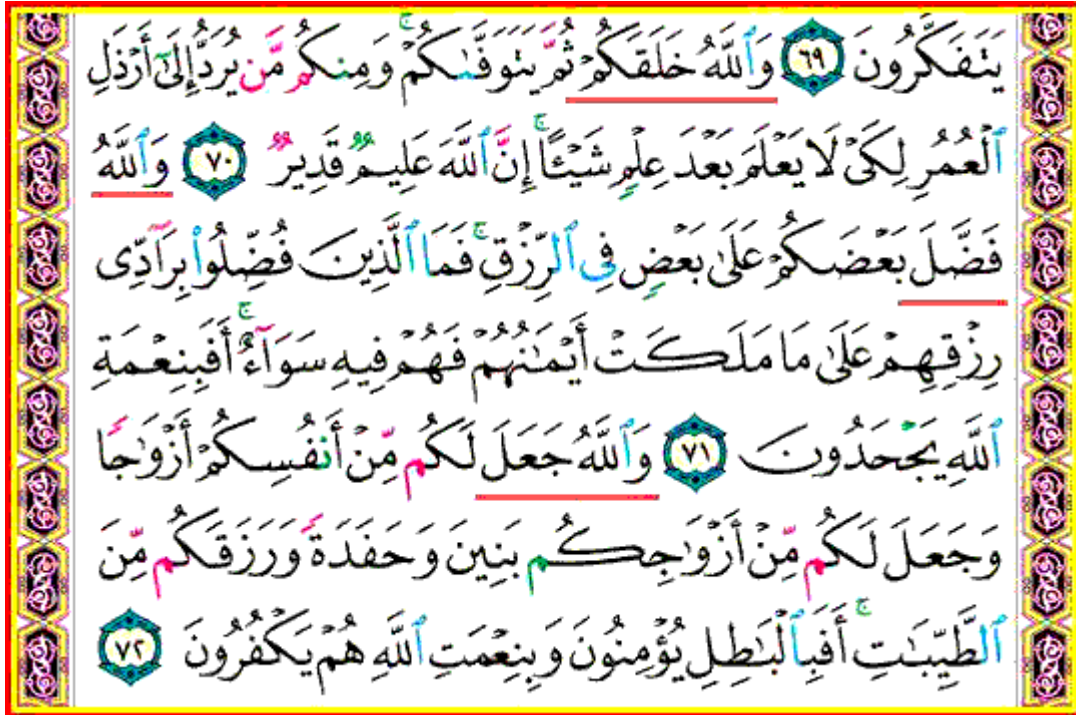 يَتَفَكَّرُونَ ٦٩ وَٱللَّهُ خَلَقَكُمْ ثُمَّ يَتَوَفَّىٰكُمْ ۚ وَمِنكُم مَّن يُرَدُّ إِلَىٰٓ أَرْذَلِ
ٱلْعُمُرِ لِكَىْ لَا يَعْلَمَ بَعْدَ عِلْمٍ شَيْـًٔا ۚ إِنَّ ٱللَّهَ عَلِيمٌ قَدِيرٌ ٧٠ وَٱللَّهُ
فَضَّلَ بَعْضَكُمْ عَلَىٰ بَعْضٍ فِى ٱلرِّزْقِ ۚ فَمَا ٱلَّذِينَ فُضِّلُوا۟ بِرَآدِّى
رِزْقِهِمْ عَلَىٰ مَا مَلَكَتْ أَيْمَـٰنُهُمْ فَهُمْ فِيهِ سَوَآءٌ ۚ أَفَبِنِعْمَةِ
ٱللَّهِ يَجْحَدُونَ ٧١ وَٱللَّهُ جَعَلَ لَكُم مِّنْ أَنفُسِكُمْ أَزْوَٰجًا
وَجَعَلَ لَكُم مِّنْ أَزْوَٰجِكُم بَنِينَ وَحَفَدَةً وَرَزَقَكُم مِّنَ
ٱلطَّيِّبَـٰتِ ۚ أَفَبِٱلْبَـٰطِلِ يُؤْمِنُونَ وَبِنِعْمَتِ ٱللَّهِ هُمْ يَكْفُرُونَ ٧٢